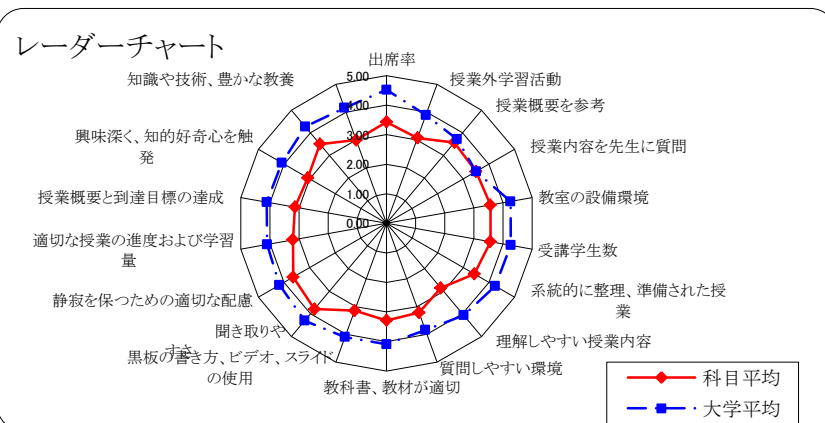 レーダーチャート
出席率
授業外学習活動
授業概要を参考
授業内容を先生に質問
教室の設備環境
受講学生数
系統的に整理、準備された授
業
理解しやすい授業内容
質問しやすい環境
教科書、教材が適切
黒板の書き方、ビデオ、スライド
の使用
聞き取りや
すさ
静寂を保つための適切な配慮
適切な授業の進度および学習
量
授業概要と到達目標の達成
興味深く、知的好奇心を触
発
知識や技術、豊かな教養
5.00
4.00
3.00
2.00
1.00
0.00
科目平均
大学平均